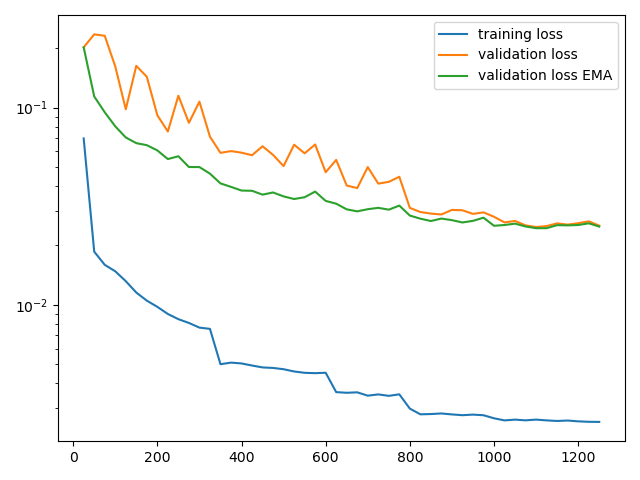 training loss
validation loss
validation loss EMA
10⁻¹
10⁻²
0 200 400 600 800 1000 1200